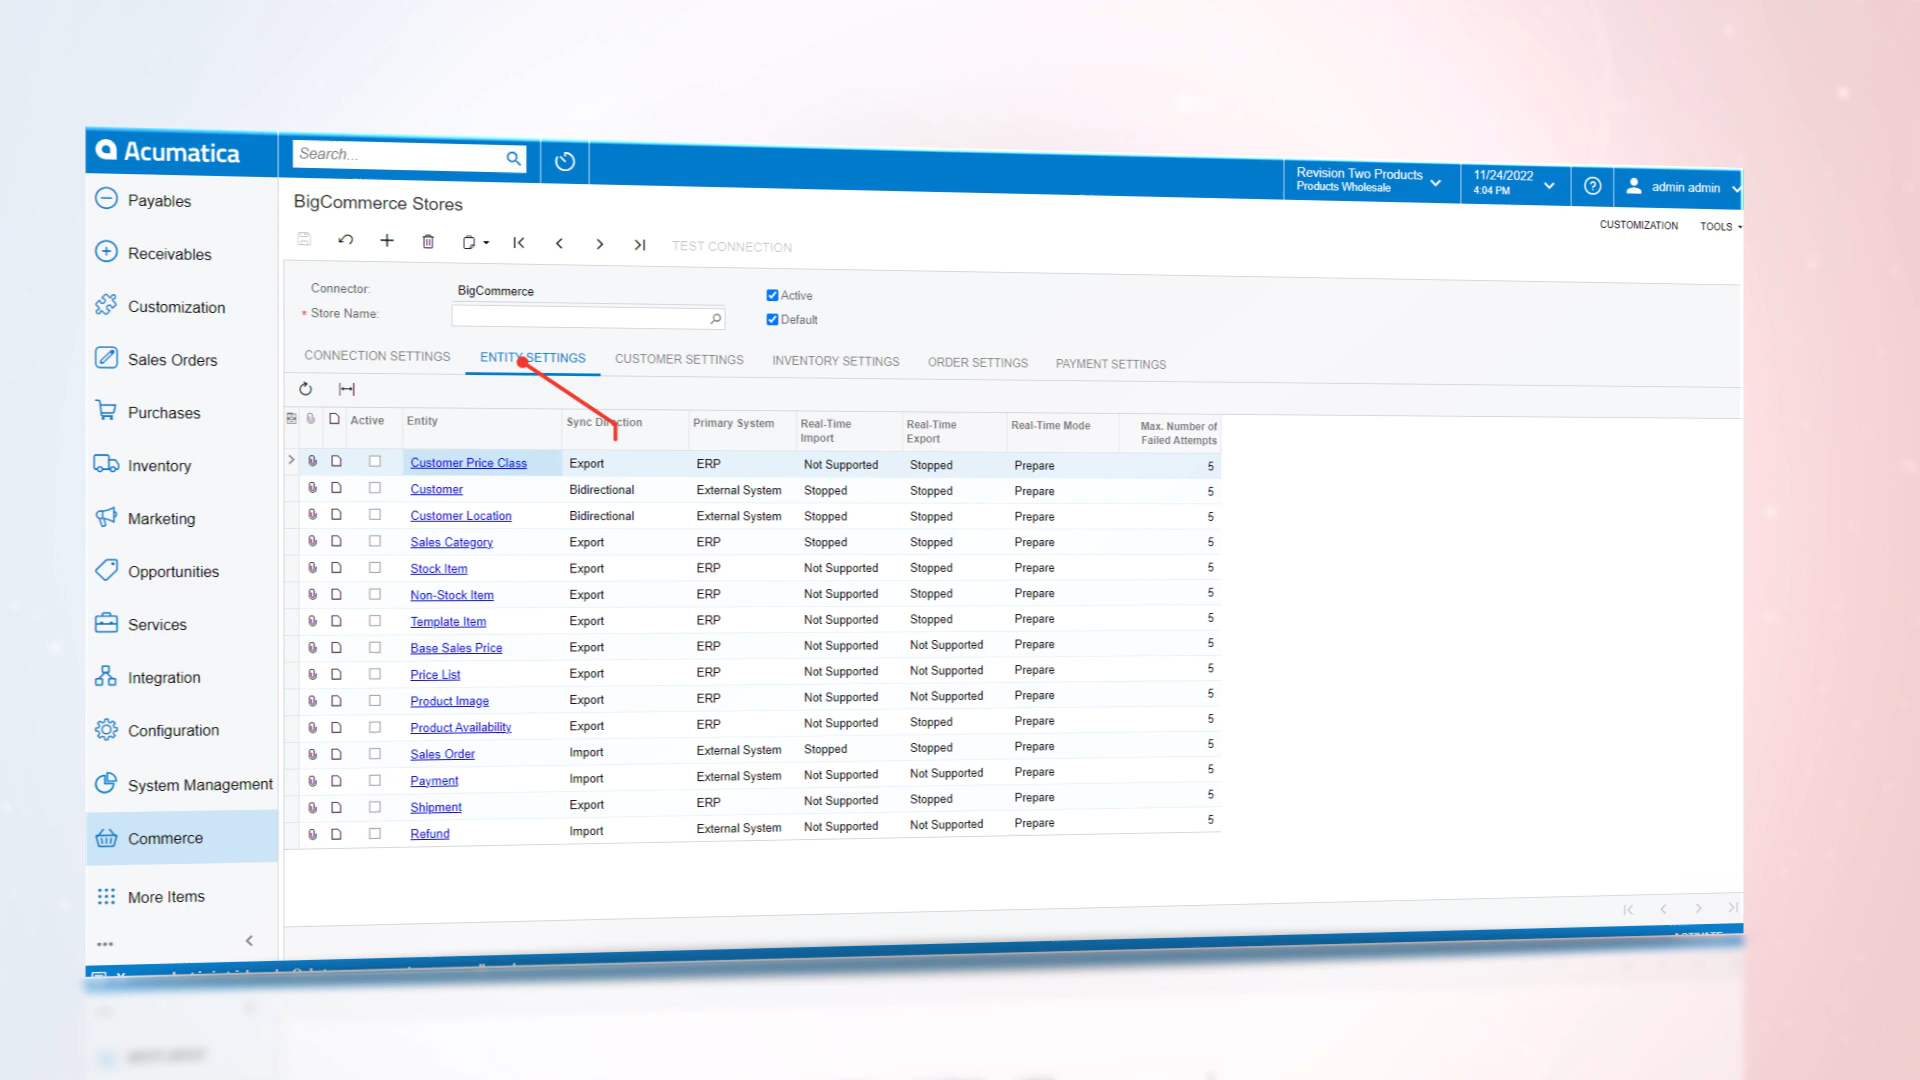 Acumatica
Search...
Revision Two Products
Products Wholesale
11/24/2022
4:04 PM
admin admin
BigCommerce Stores
CUSTOMIZATION TOOLS
TEST CONNECTION
Payables
Receivables
Customization
Sales Orders
Purchases
Inventory
Marketing
Opportunities
Services
Integration
Configuration
System Management
Commerce
More Items
Connector: BigCommerce
Active
* Store Name:
Default
CONNECTION SETTINGS ENTITY SETTINGS CUSTOMER SETTINGS INVENTORY SETTINGS ORDER SETTINGS PAYMENT SETTINGS
Active Entity Sync Direction Primary System Real-Time Import Real-Time Export Real-Time Mode Max. Number of Failed Attempts
Customer Price Class Export ERP Not Supported Stopped Prepare 5
Customer Bidirectional External System Stopped Stopped Prepare 5
Customer Location Bidirectional External System Stopped Stopped Prepare 5
Sales Category Export ERP Stopped Stopped Prepare 5
Stock Item Export ERP Not Supported Stopped Prepare 5
Non-Stock Item Export ERP Not Supported Stopped Prepare 5
Template Item Export ERP Not Supported Stopped Prepare 5
Base Sales Price Export ERP Not Supported Not Supported Prepare 5
Price List Export ERP Not Supported Not Supported Prepare 5
Product Image Export ERP Not Supported Not Supported Prepare 5
Product Availability Export ERP Not Supported Stopped Prepare 5
Sales Order Import External System Stopped Stopped Prepare 5
Payment Import External System Not Supported Not Supported Prepare 5
Shipment Export ERP Not Supported Stopped Prepare 5
Refund Import External System Not Supported Not Supported Prepare 5